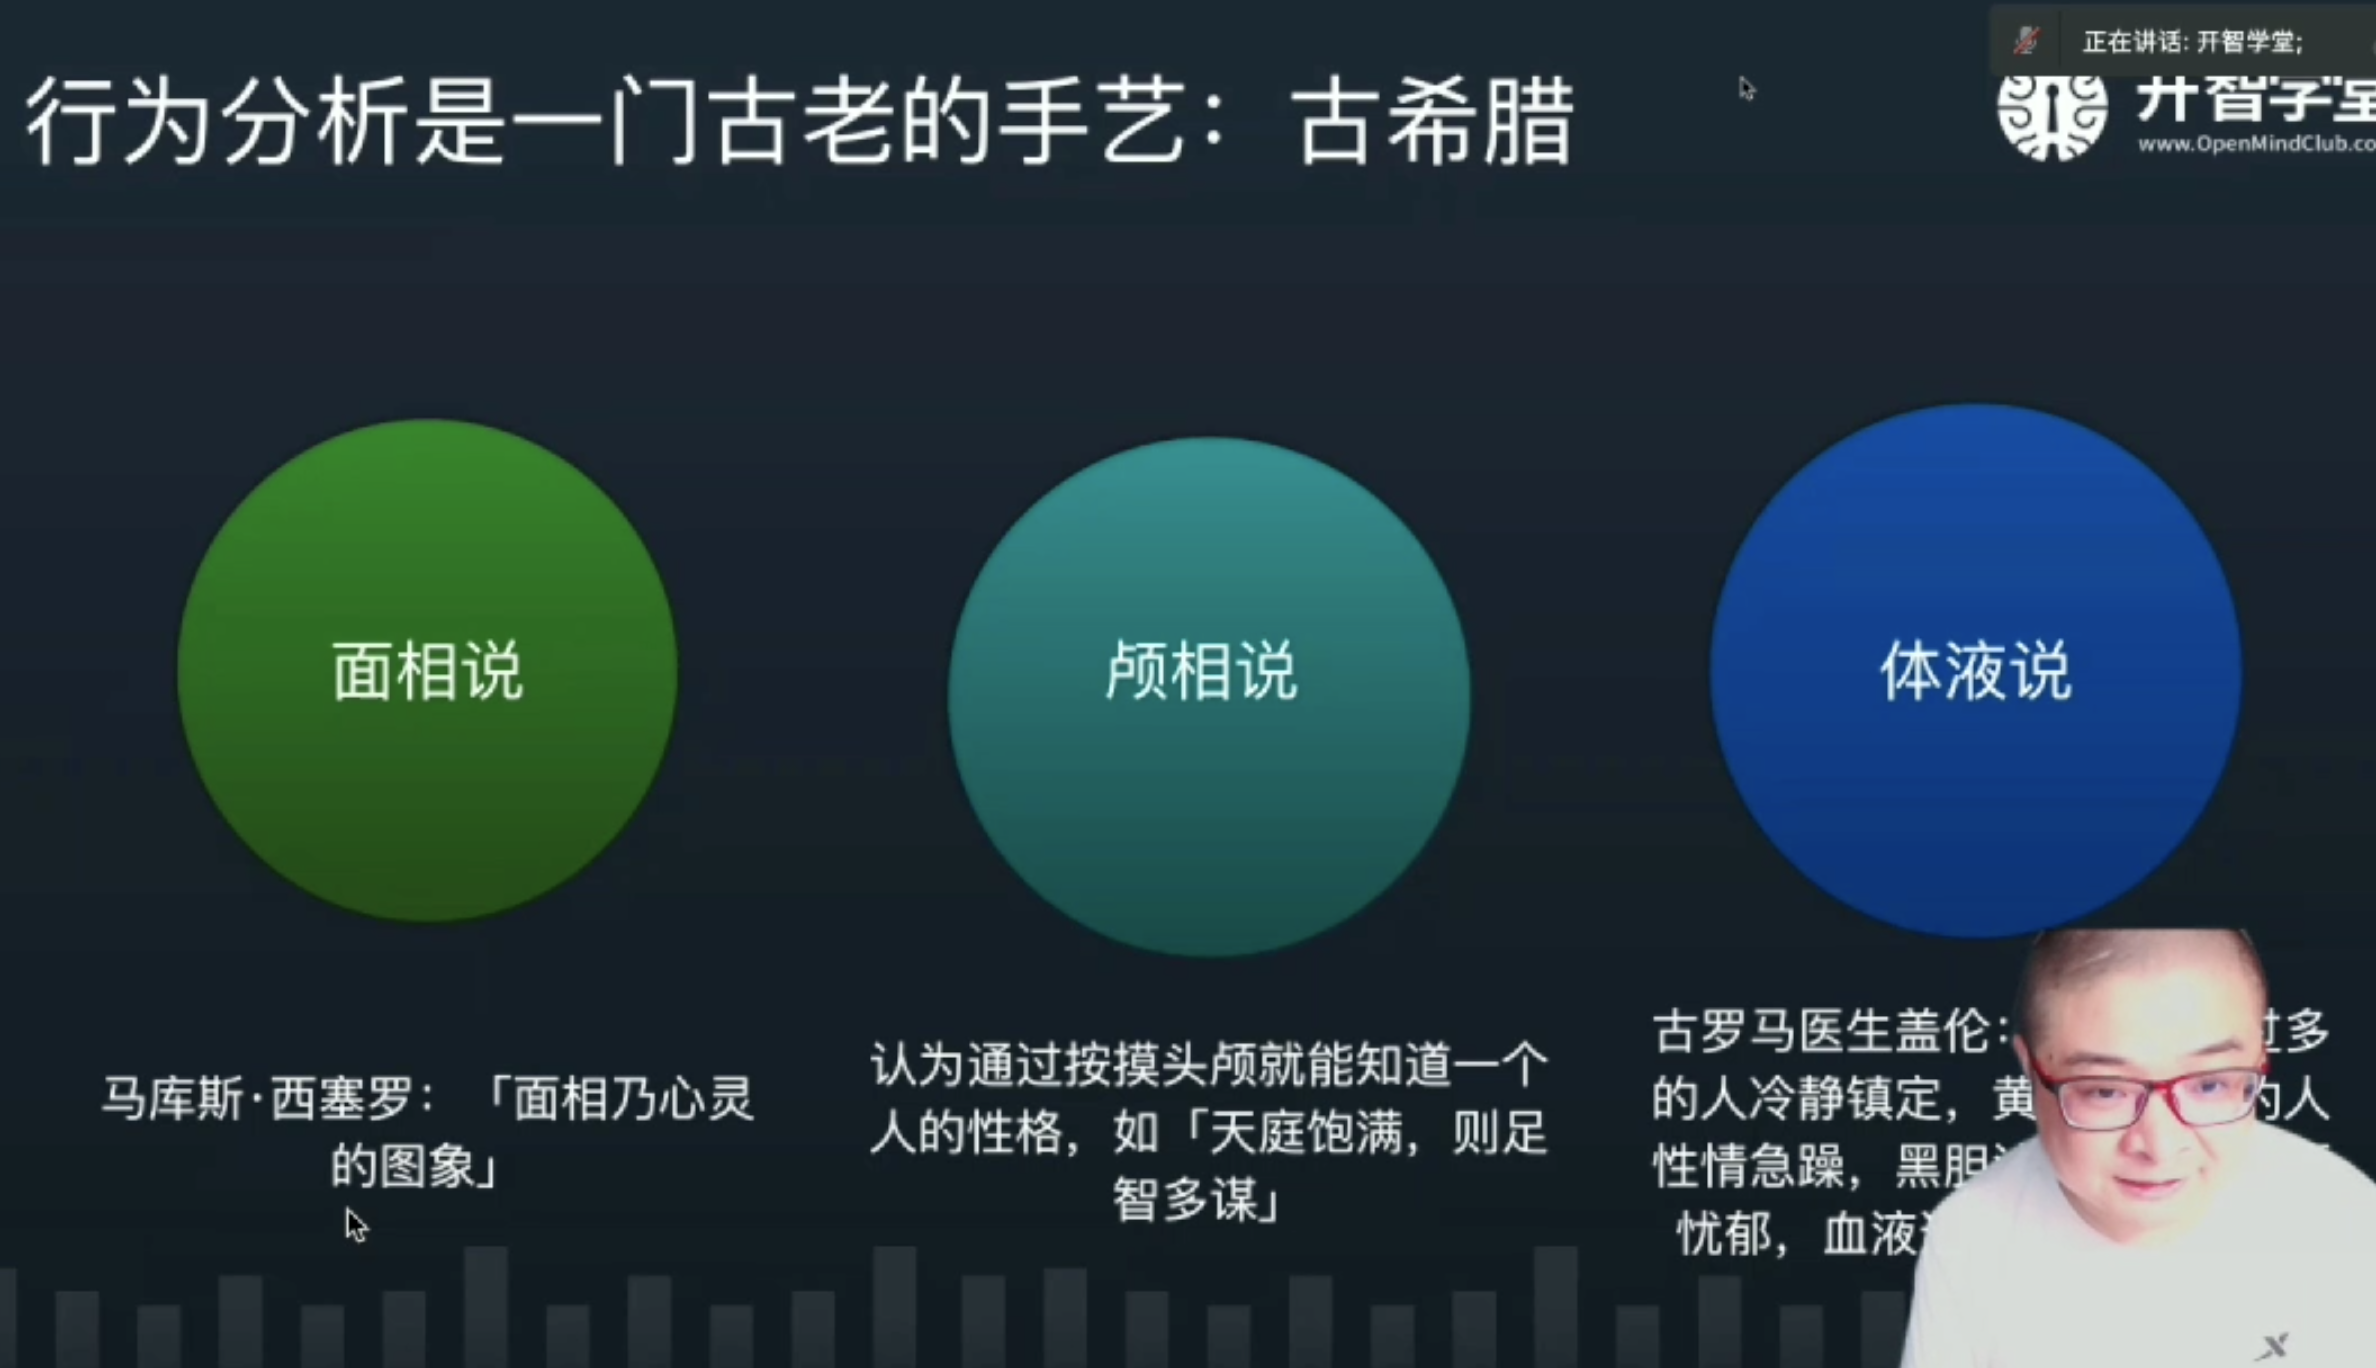 正在讲话: 开智学堂;
行为分析是一门古老的手艺：古希腊
开智学堂
www.OpenMindClub.co
面相说
颅相说
体液说
马库斯·西塞罗：「面相乃心灵
的图象」
认为通过按摸头颅就能知道一个
人的性格，如「天庭饱满，则足
智多谋」
古罗马医生盖伦：过多
的人冷静镇定，黄的人
性情急躁，黑胆
忧郁，血液